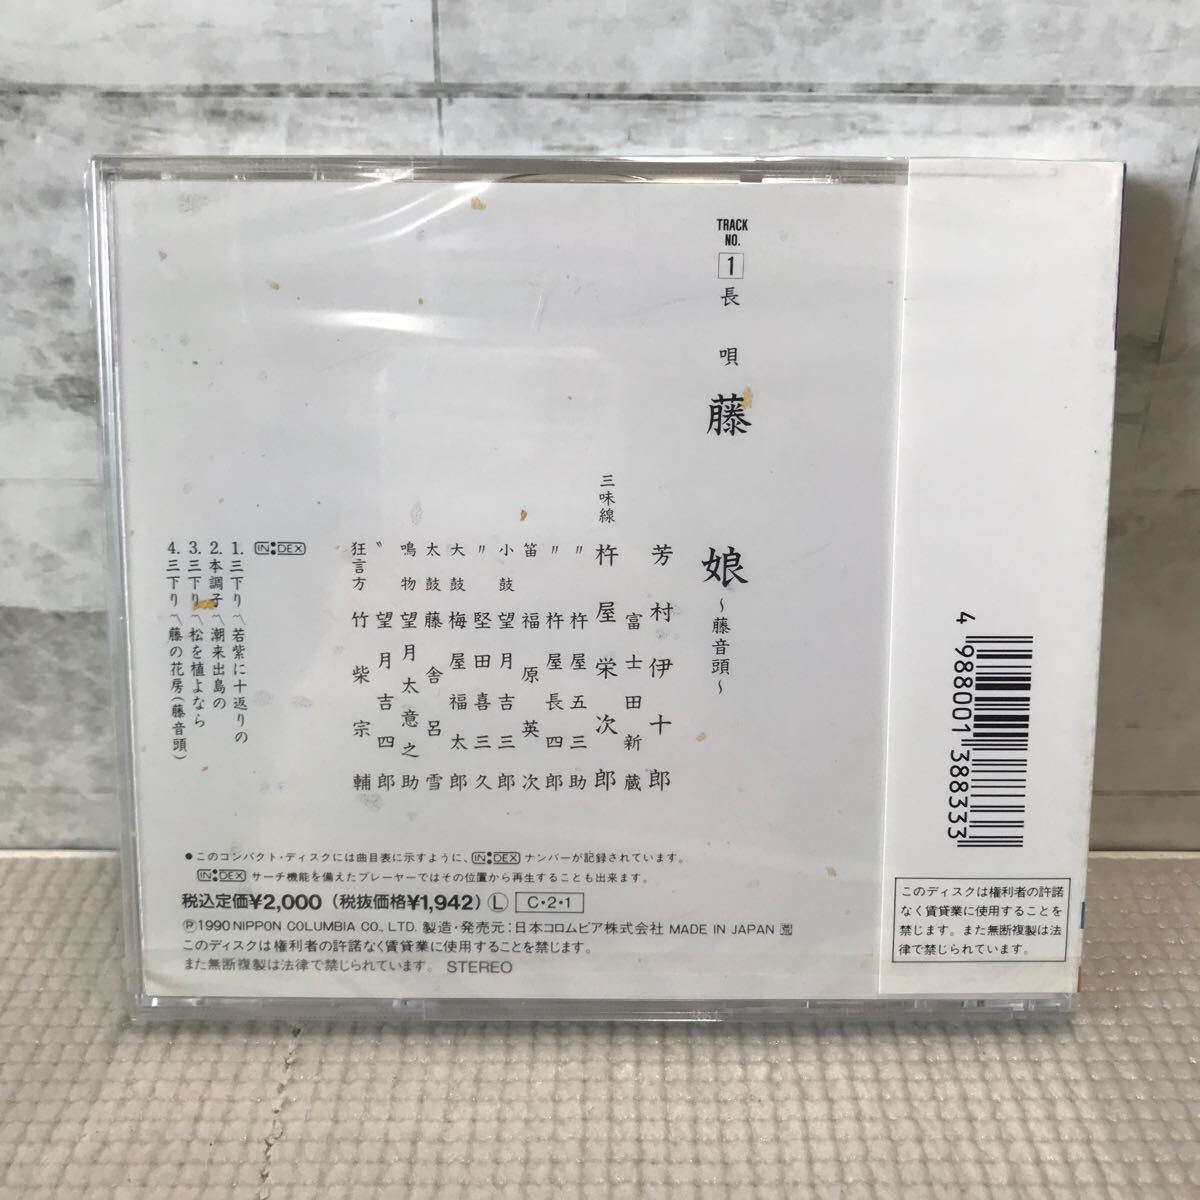 TRACK
NO.
1
長唄 藤娘 〜藤音頭〜
芳村伊十郎
富士田新蔵
三味線 杵屋栄次郎
〃 杵屋五三助
〃 杵屋長四郎
笛 福原英次
小鼓 望月吉三郎
〃 堅田喜三久
大鼓 梅屋福太郎
太鼓 藤舎呂雪
鳴物 望月太意之助
〃 望月吉四郎
狂言方 竹柴宗輔
INDEX
1. 三下り〽若紫に十返りの
2. 本調子〽潮来出島の
3. 三下り〽松を植よなら
4. 三下り〽藤の花房(藤音頭)
●このコンパクト・ディスクには曲目表に示すように、INDEX ナンバーが記録されています。
INDEX サーチ機能を備えたプレーヤーではその位置から再生することも出来ます。
税込定価¥2,000（税抜価格¥1,942）Ⓛ C・2・1
Ⓟ1990 NIPPON COLUMBIA CO., LTD. 製造・発売元：日本コロムビア株式会社 MADE IN JAPAN
このディスクは権利者の許諾なく賃貸業に使用することを禁じます。
また無断複製は法律で禁じられています。 STEREO
4 988001 388333
このディスクは権利者の許諾
なく賃貸業に使用することを
禁じます。また無断複製は法
律で禁じられています。